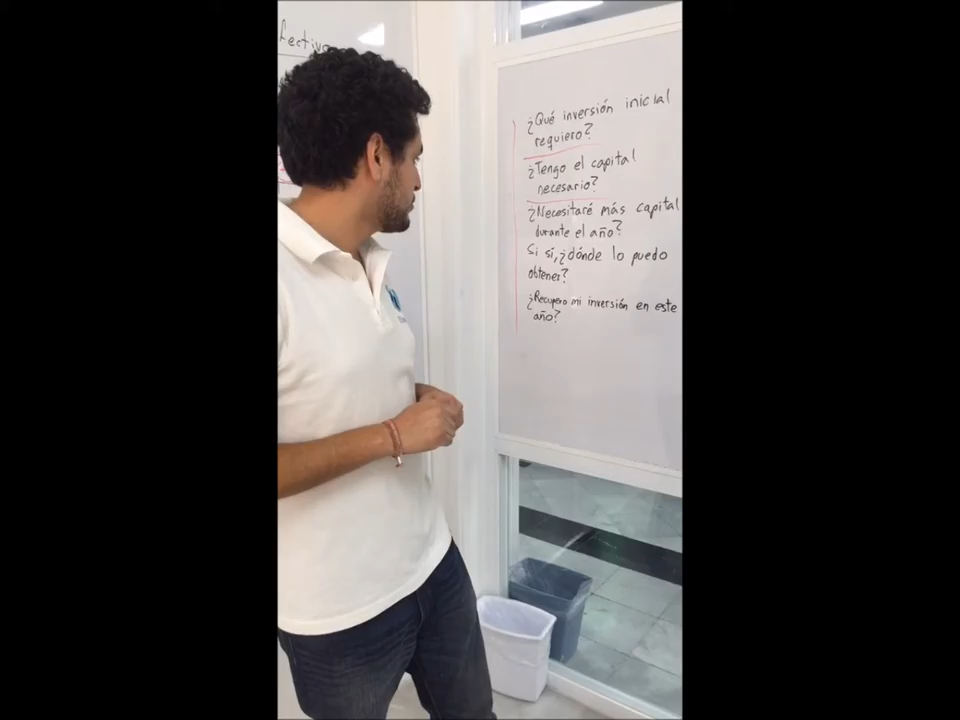 fectivo
¿Qué inversión inicial
requiero?
¿Tengo el capital
necesario?
¿Necesitaré más capital
durante el año?
Si sí, ¿dónde lo puedo
obtener?
¿Recupero mi inversión en este
año?